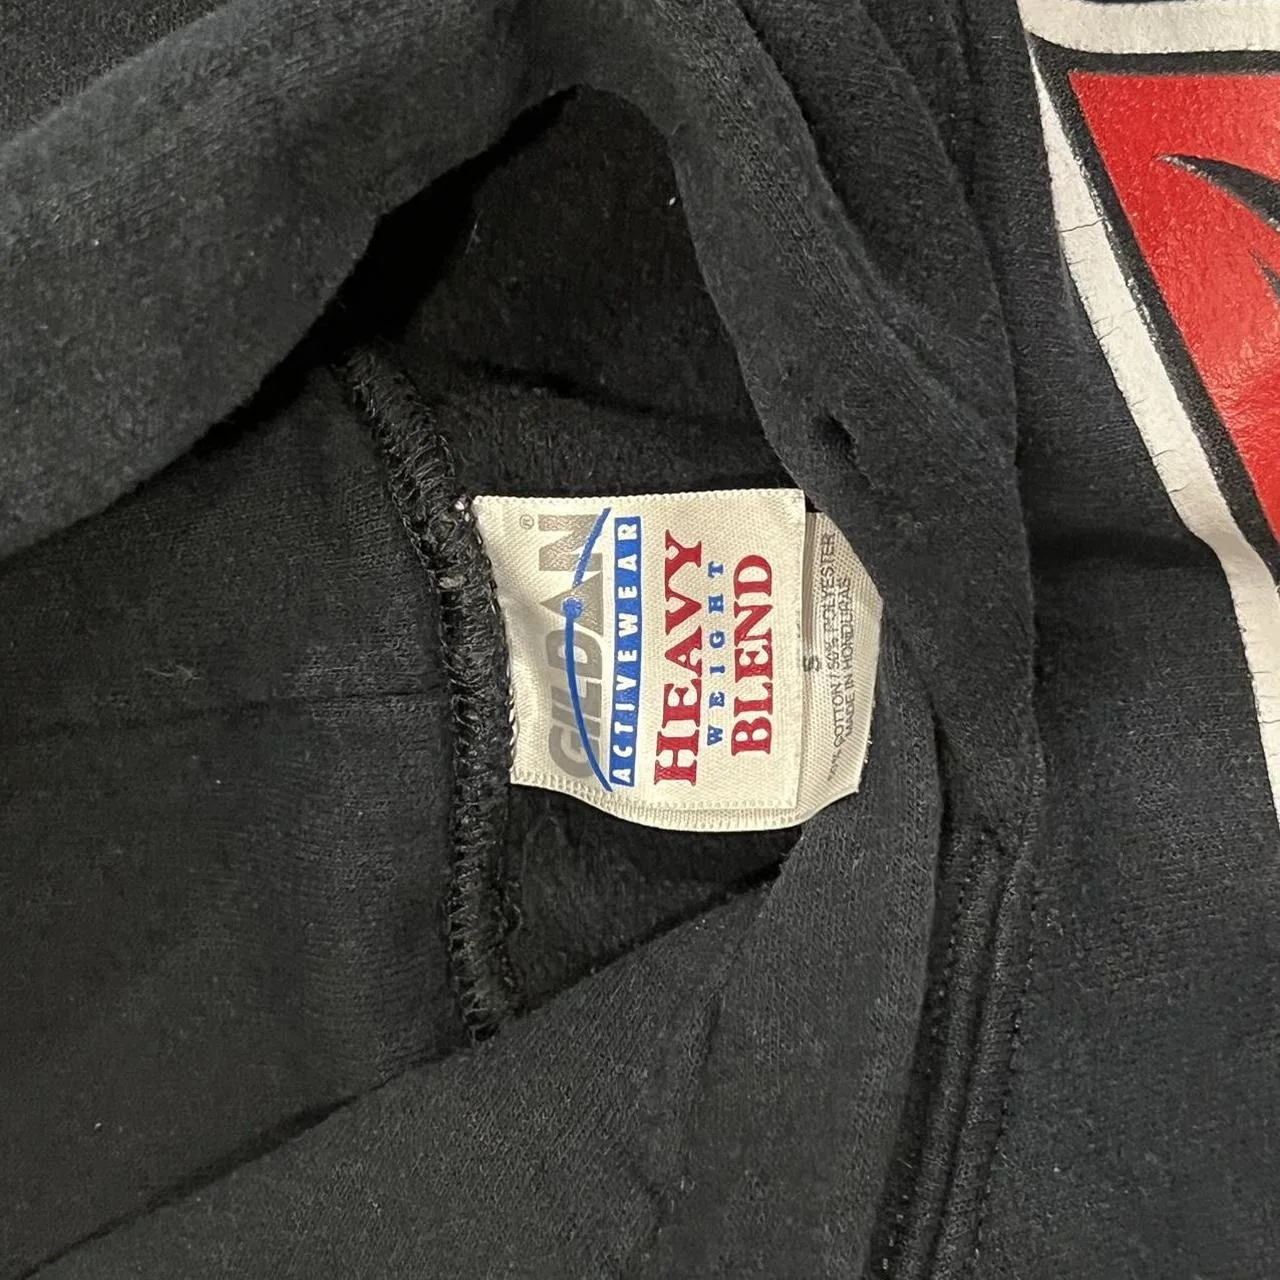 GILDAN®
ACTIVEWEAR
HEAVY
WEIGHT
BLEND
S
50% COTTON / 50% POLYESTER
MADE IN HONDURAS